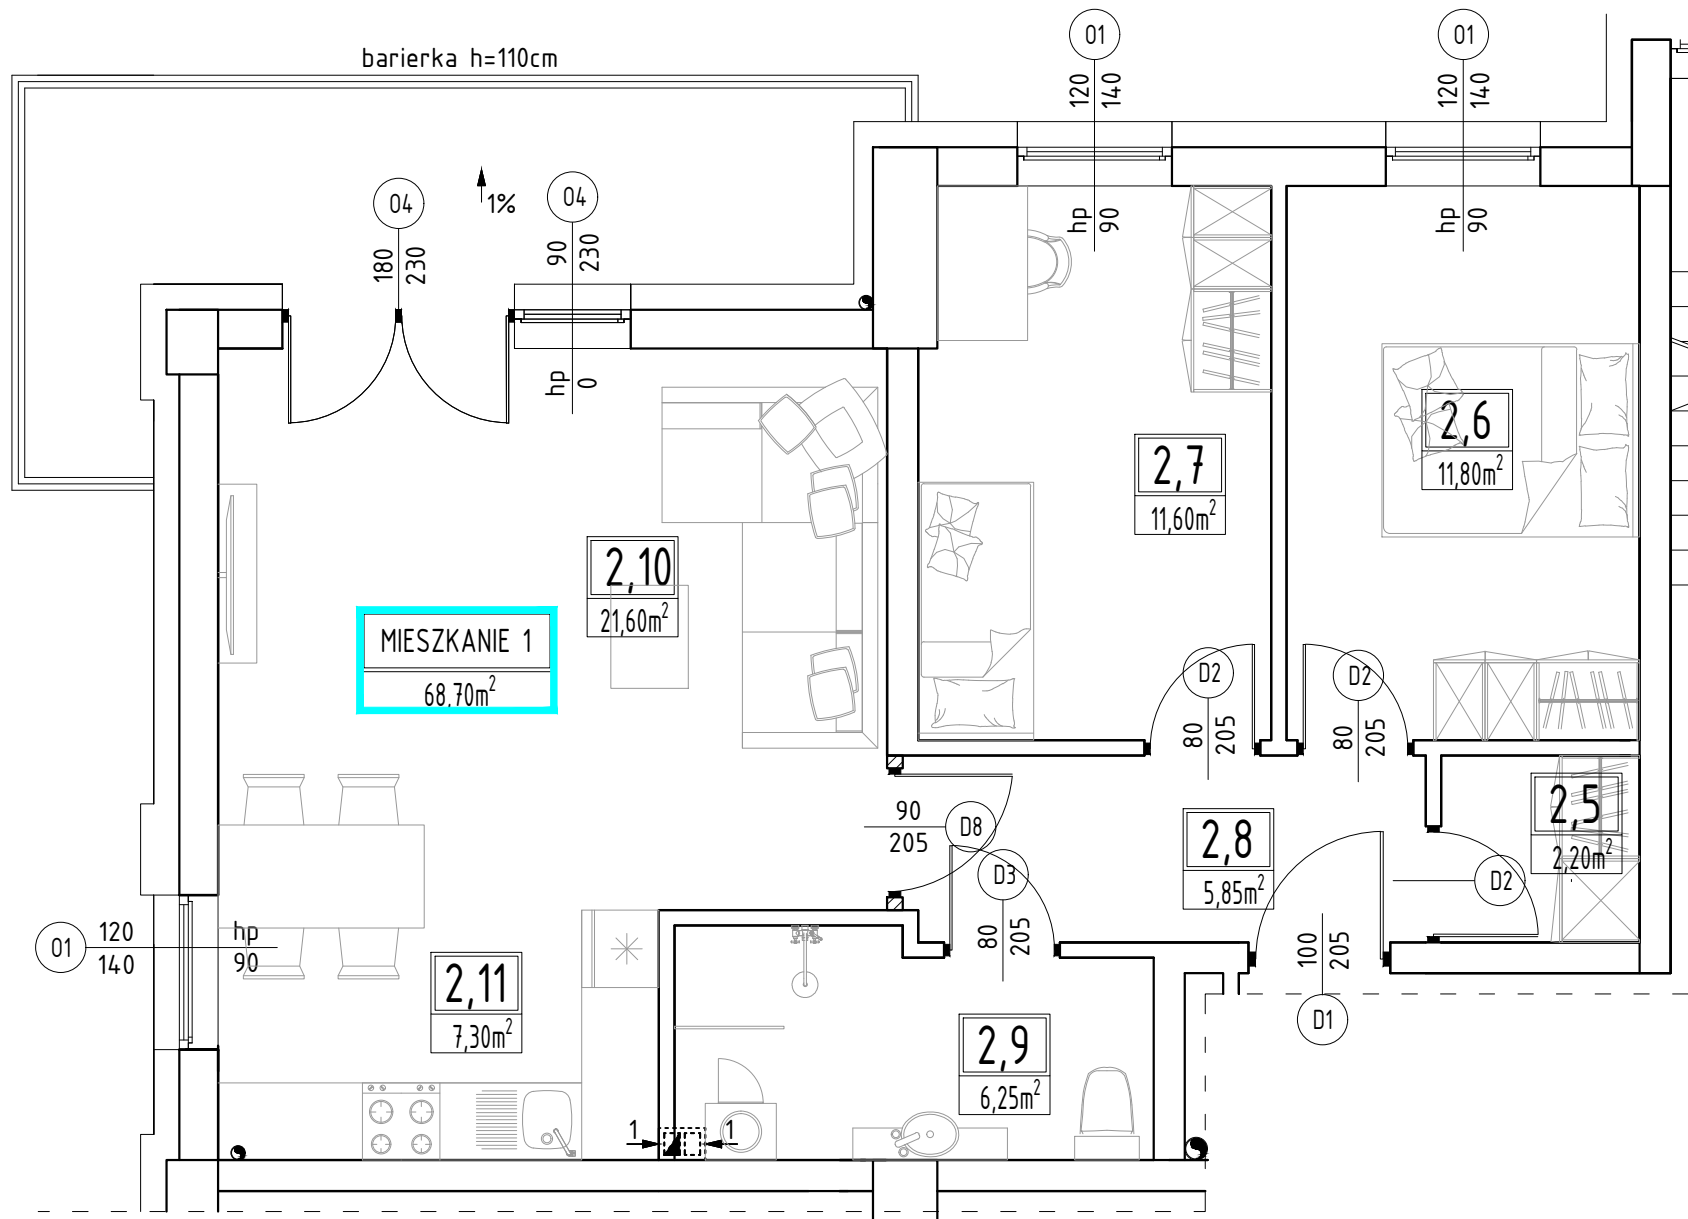 barierka h=110cm
01
120
140
hp
90
01
120
140
hp
90
04
180
230
1%
04
90
230
hp
0
2,6
11,80m²
2,7
11,60m²
2,10
21,60m²
MIESZKANIE 1
68,70m²
D2
80
205
D2
80
205
2,5
2,20m²
90
205
D8
D3
80
205
2,8
5,85m²
D2
01
120
140
hp
90
100
205
D1
2,11
7,30m²
2,9
6,25m²
1
1